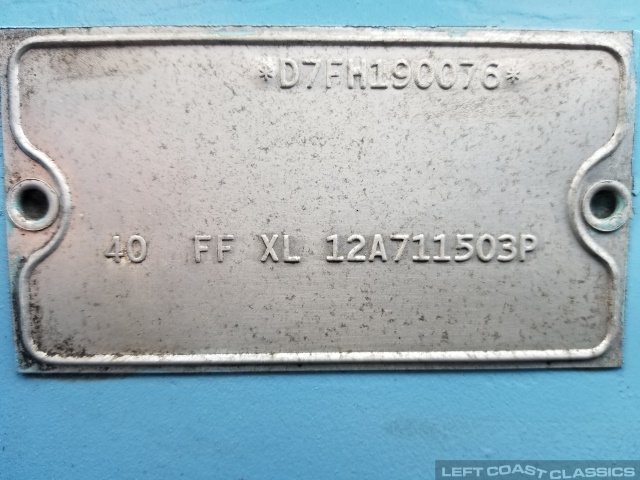 *D7FH190076*
40 FF XL 12A711503P
LEFT COAST CLASSICS